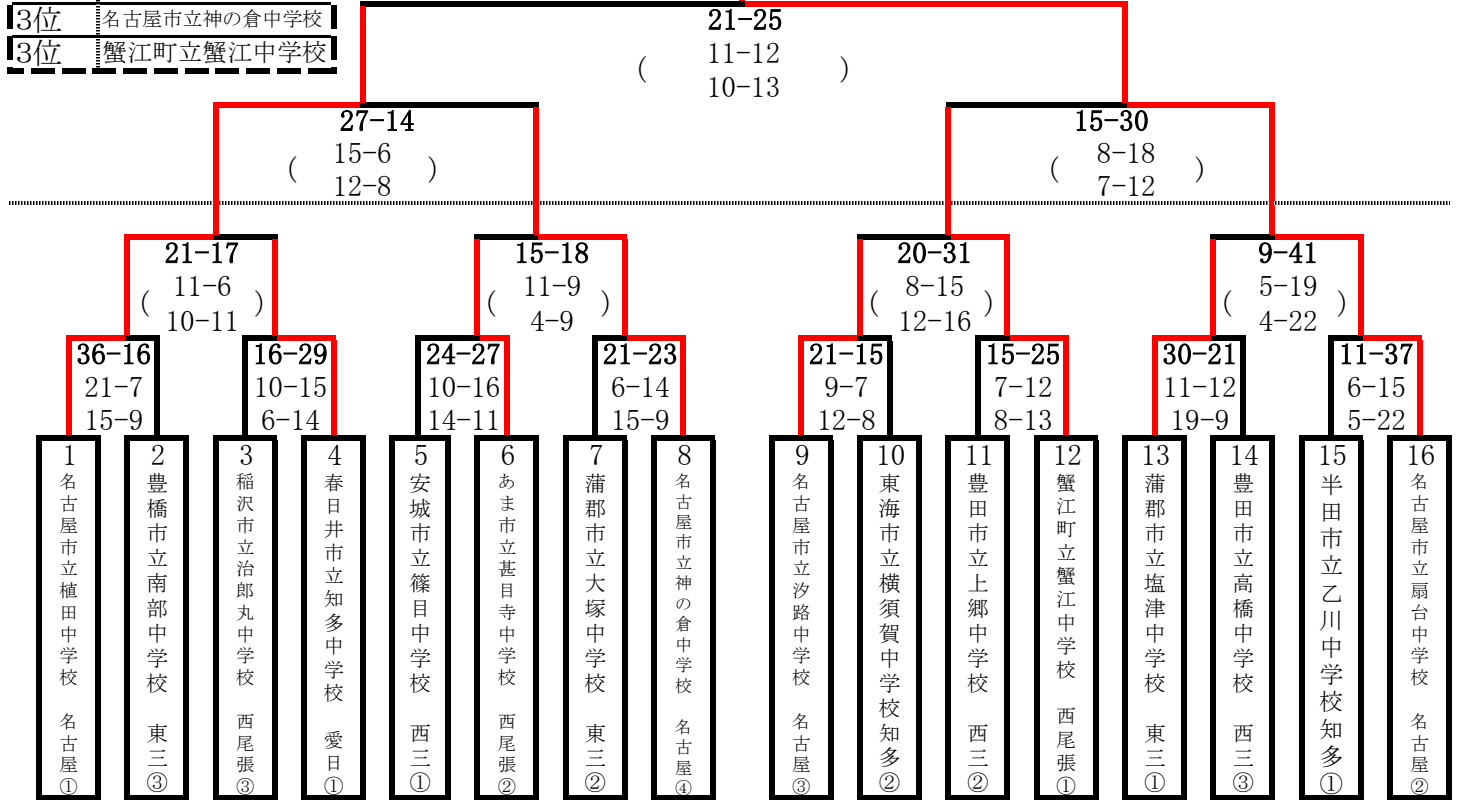 3位 名古屋市立神の倉中学校
3位 蟹江町立蟹江中学校
21-25
( 11-12 )
10-13
27-14
( 15-6 )
12-8
15-30
( 8-18 )
7-12
21-17
( 11-6 )
10-11
15-18
( 11-9 )
4-9
20-31
( 8-15 )
12-16
9-41
( 5-19 )
4-22
36-16
21-7
15-9
16-29
10-15
6-14
24-27
10-16
14-11
21-23
6-14
15-9
21-15
9-7
12-8
15-25
7-12
8-13
30-21
11-12
19-9
11-37
6-15
5-22
1
名古屋市立植田中学校 名古屋①
2
豊橋市立南部中学校 東三③
3
稲沢市立治郎丸中学校 西尾張③
4
春日井市立知多中学校 愛日①
5
安城市立篠目中学校 西三①
6
あま市立甚目寺中学校 西尾張②
7
蒲郡市立大塚中学校 東三②
8
名古屋市立神の倉中学校 名古屋④
9
名古屋市立汐路中学校 名古屋③
10
東海市立横須賀中学校知多②
11
豊田市立上郷中学校 西三②
12
蟹江町立蟹江中学校 西尾張①
13
蒲郡市立塩津中学校 東三①
14
豊田市立高橋中学校 西三③
15
半田市立乙川中学校知多①
16
名古屋市立扇台中学校 名古屋②